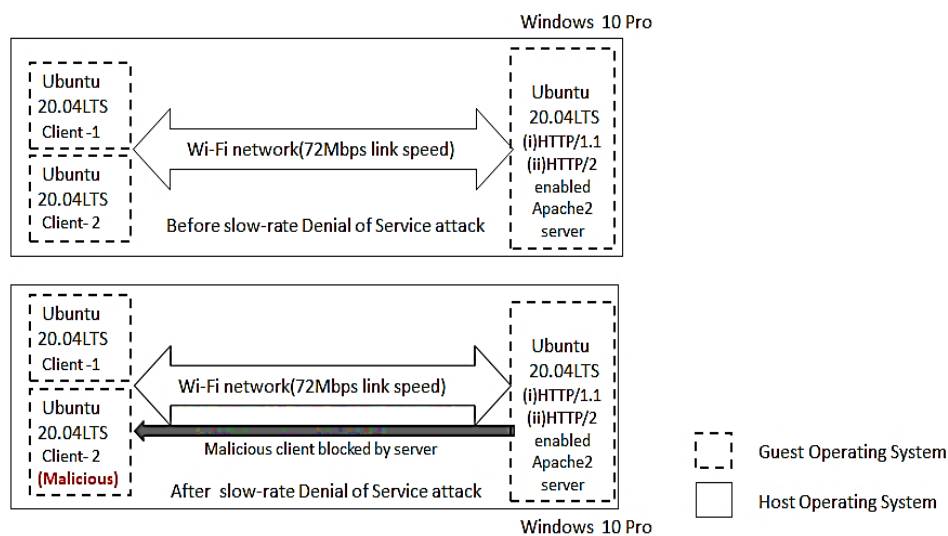 Windows 10 Pro
Ubuntu
20.04LTS
Client -1
Ubuntu
20.04LTS
Client- 2
Wi-Fi network(72Mbps link speed)
Before slow-rate Denial of Service attack
Ubuntu
20.04LTS
(i)HTTP/1.1
(ii)HTTP/2
enabled
Apache2
server
Ubuntu
20.04LTS
Client -1
Ubuntu
20.04LTS
Client- 2
(Malicious)
Wi-Fi network(72Mbps link speed)
Malicious client blocked by server
After slow-rate Denial of Service attack
Ubuntu
20.04LTS
(i)HTTP/1.1
(ii)HTTP/2
enabled
Apache2
server
Windows 10 Pro
Guest Operating System
Host Operating System